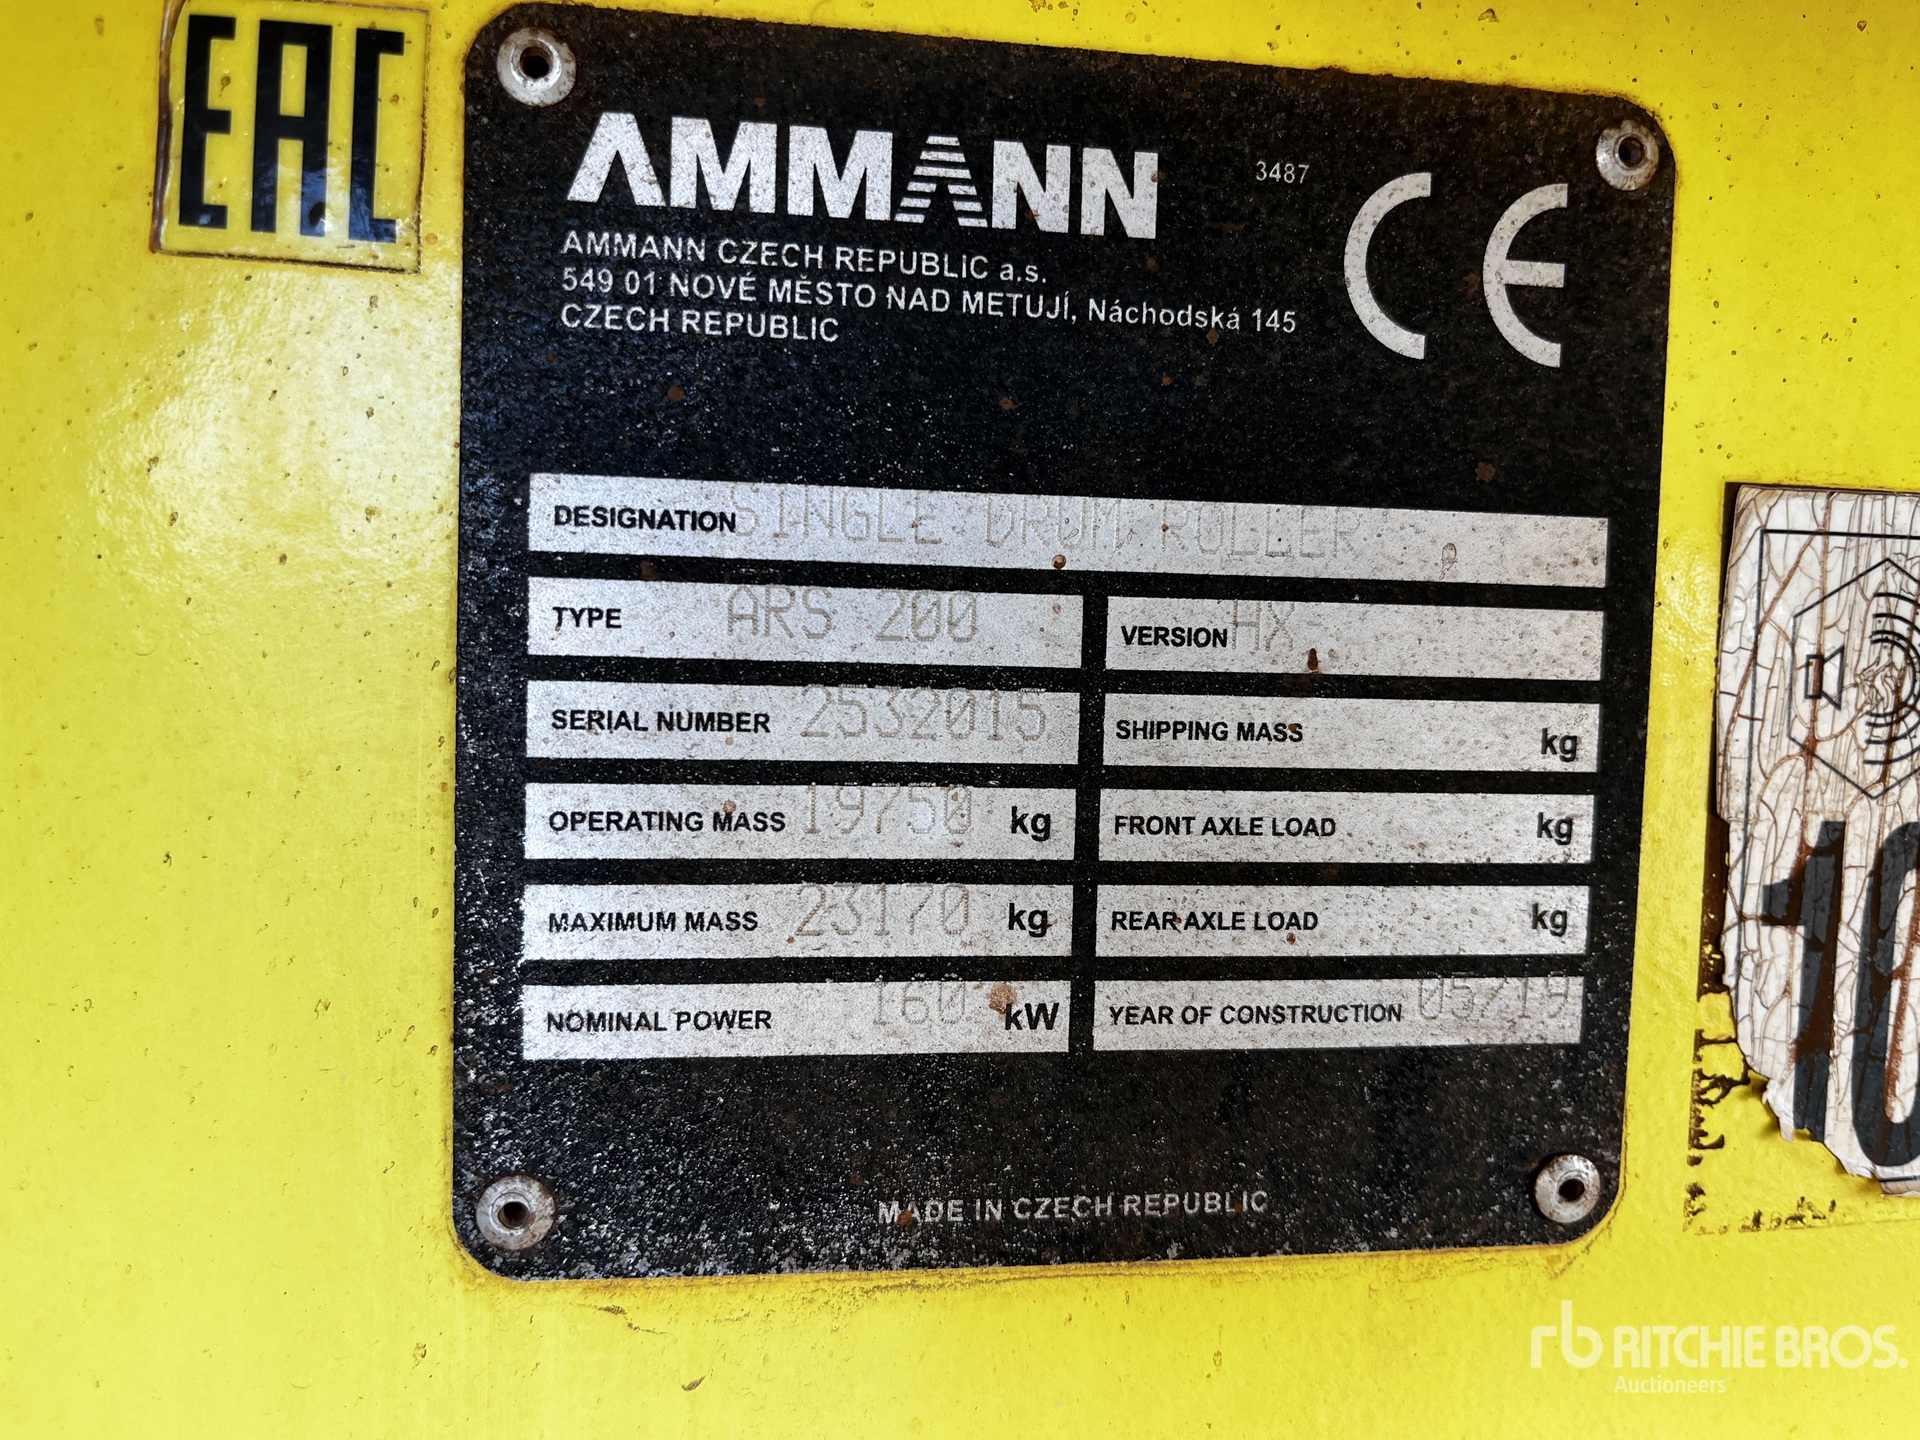 EAC
AMMANN
3487
CE
AMMANN CZECH REPUBLIC a.s.
549 01 NOVÉ MĚSTO NAD METUJÍ, Náchodská 145
CZECH REPUBLIC
DESIGNATION SINGLE DRUM ROLLER
TYPE ARS 200
VERSION HX
SERIAL NUMBER 2532015
SHIPPING MASS kg
OPERATING MASS 19750 kg
FRONT AXLE LOAD kg
MAXIMUM MASS 23170 kg
REAR AXLE LOAD kg
NOMINAL POWER 160 kW
YEAR OF CONSTRUCTION 05/19
MADE IN CZECH REPUBLIC
10
rb RITCHIE BROS.
Auctioneers